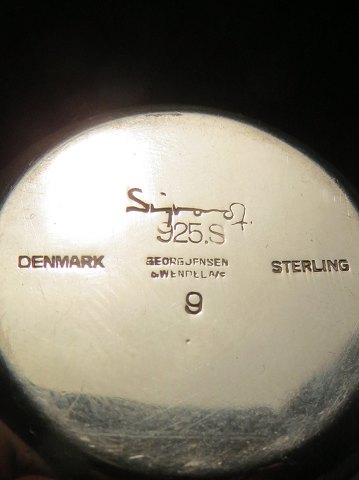 Sigvard
925.S
DENMARK GEORG JENSEN STERLING
& WENDEL A/S
9